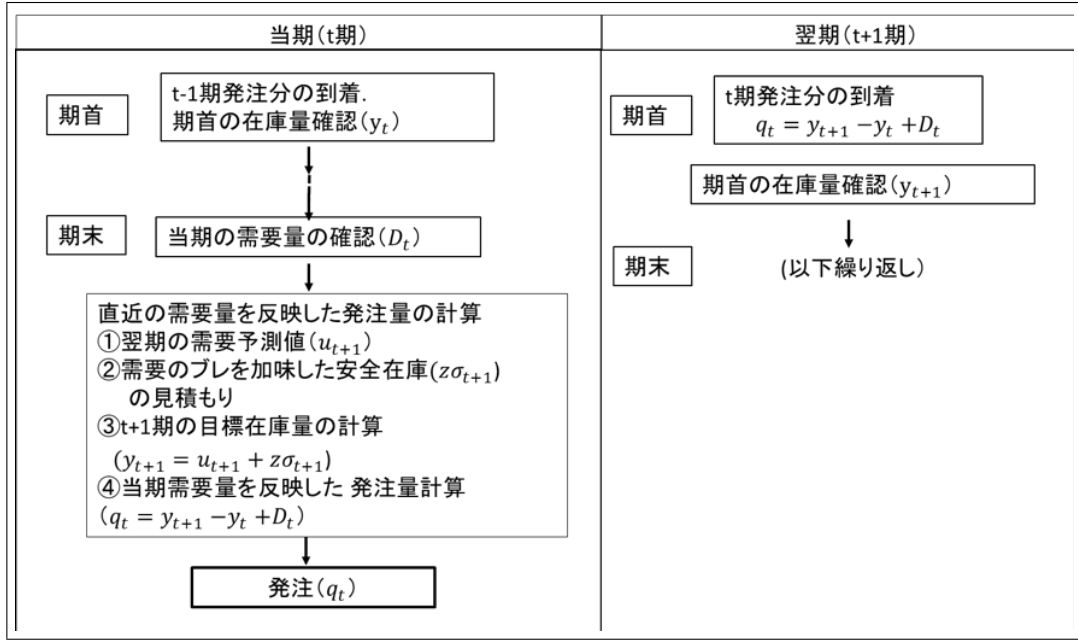 当期(t期)
期首
t-1期発注分の到着.
期首の在庫量確認(y_t)
期末
当期の需要量の確認(D_t)
直近の需要量を反映した発注量の計算
①翌期の需要予測値(u_{t+1})
②需要のブレを加味した安全在庫(zσ_{t+1})
の見積もり
③t+1期の目標在庫量の計算
(y_{t+1} = u_{t+1} + zσ_{t+1})
④当期需要量を反映した 発注量計算
(q_t = y_{t+1} −y_t +D_t)
発注(q_t)
翌期(t+1期)
期首
t期発注分の到着
q_t = y_{t+1} −y_t +D_t
期首の在庫量確認(y_{t+1})
期末
(以下繰り返し)